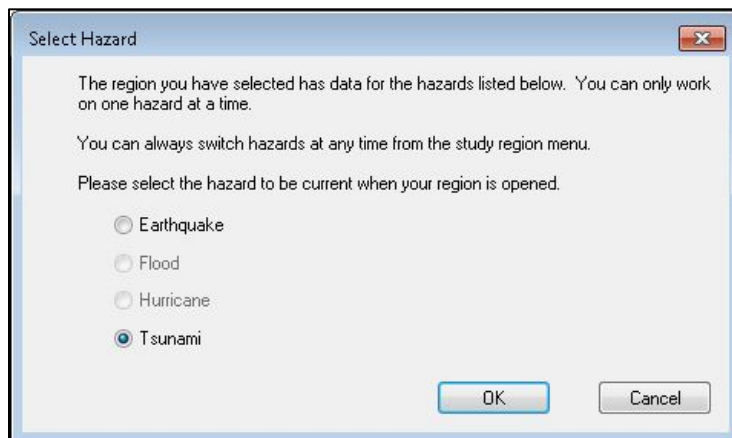 Select Hazard
The region you have selected has data for the hazards listed below. You can only work
on one hazard at a time.
You can always switch hazards at any time from the study region menu.
Please select the hazard to be current when your region is opened.
Earthquake
Flood
Hurricane
Tsunami
OK Cancel